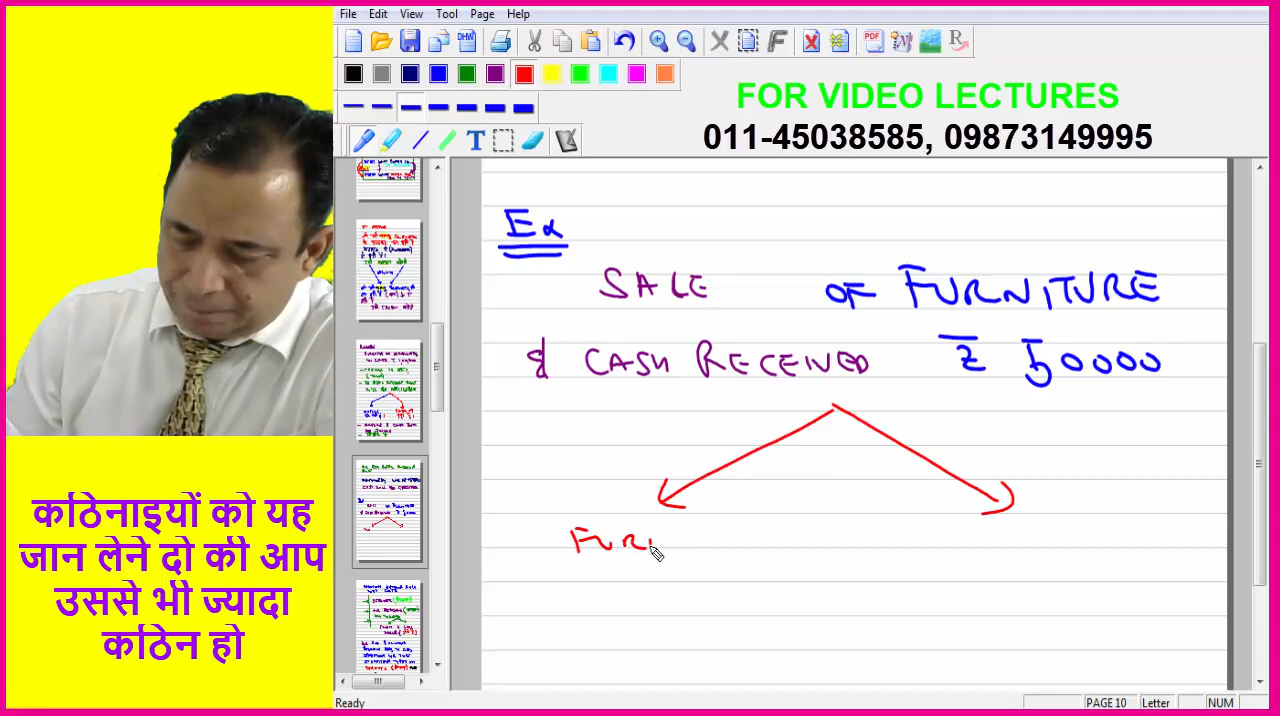 File Edit View Tool Page Help
FOR VIDEO LECTURES
011-45038585, 09873149995
Ex
SALE OF FURNITURE
& CASH RECEIVED ₹ 50000
FUR
कठिनाइयों को यह
जान लेने दो की आप
उससे भी ज्यादा
कठिन हो
Ready PAGE 10 Letter NUM